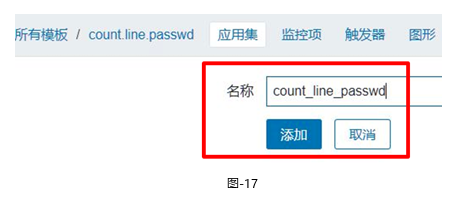 所有模板 / count.line.passwd 应用集 监控项 触发器 图形
名称 count_line_passwd
添加 取消
图-17